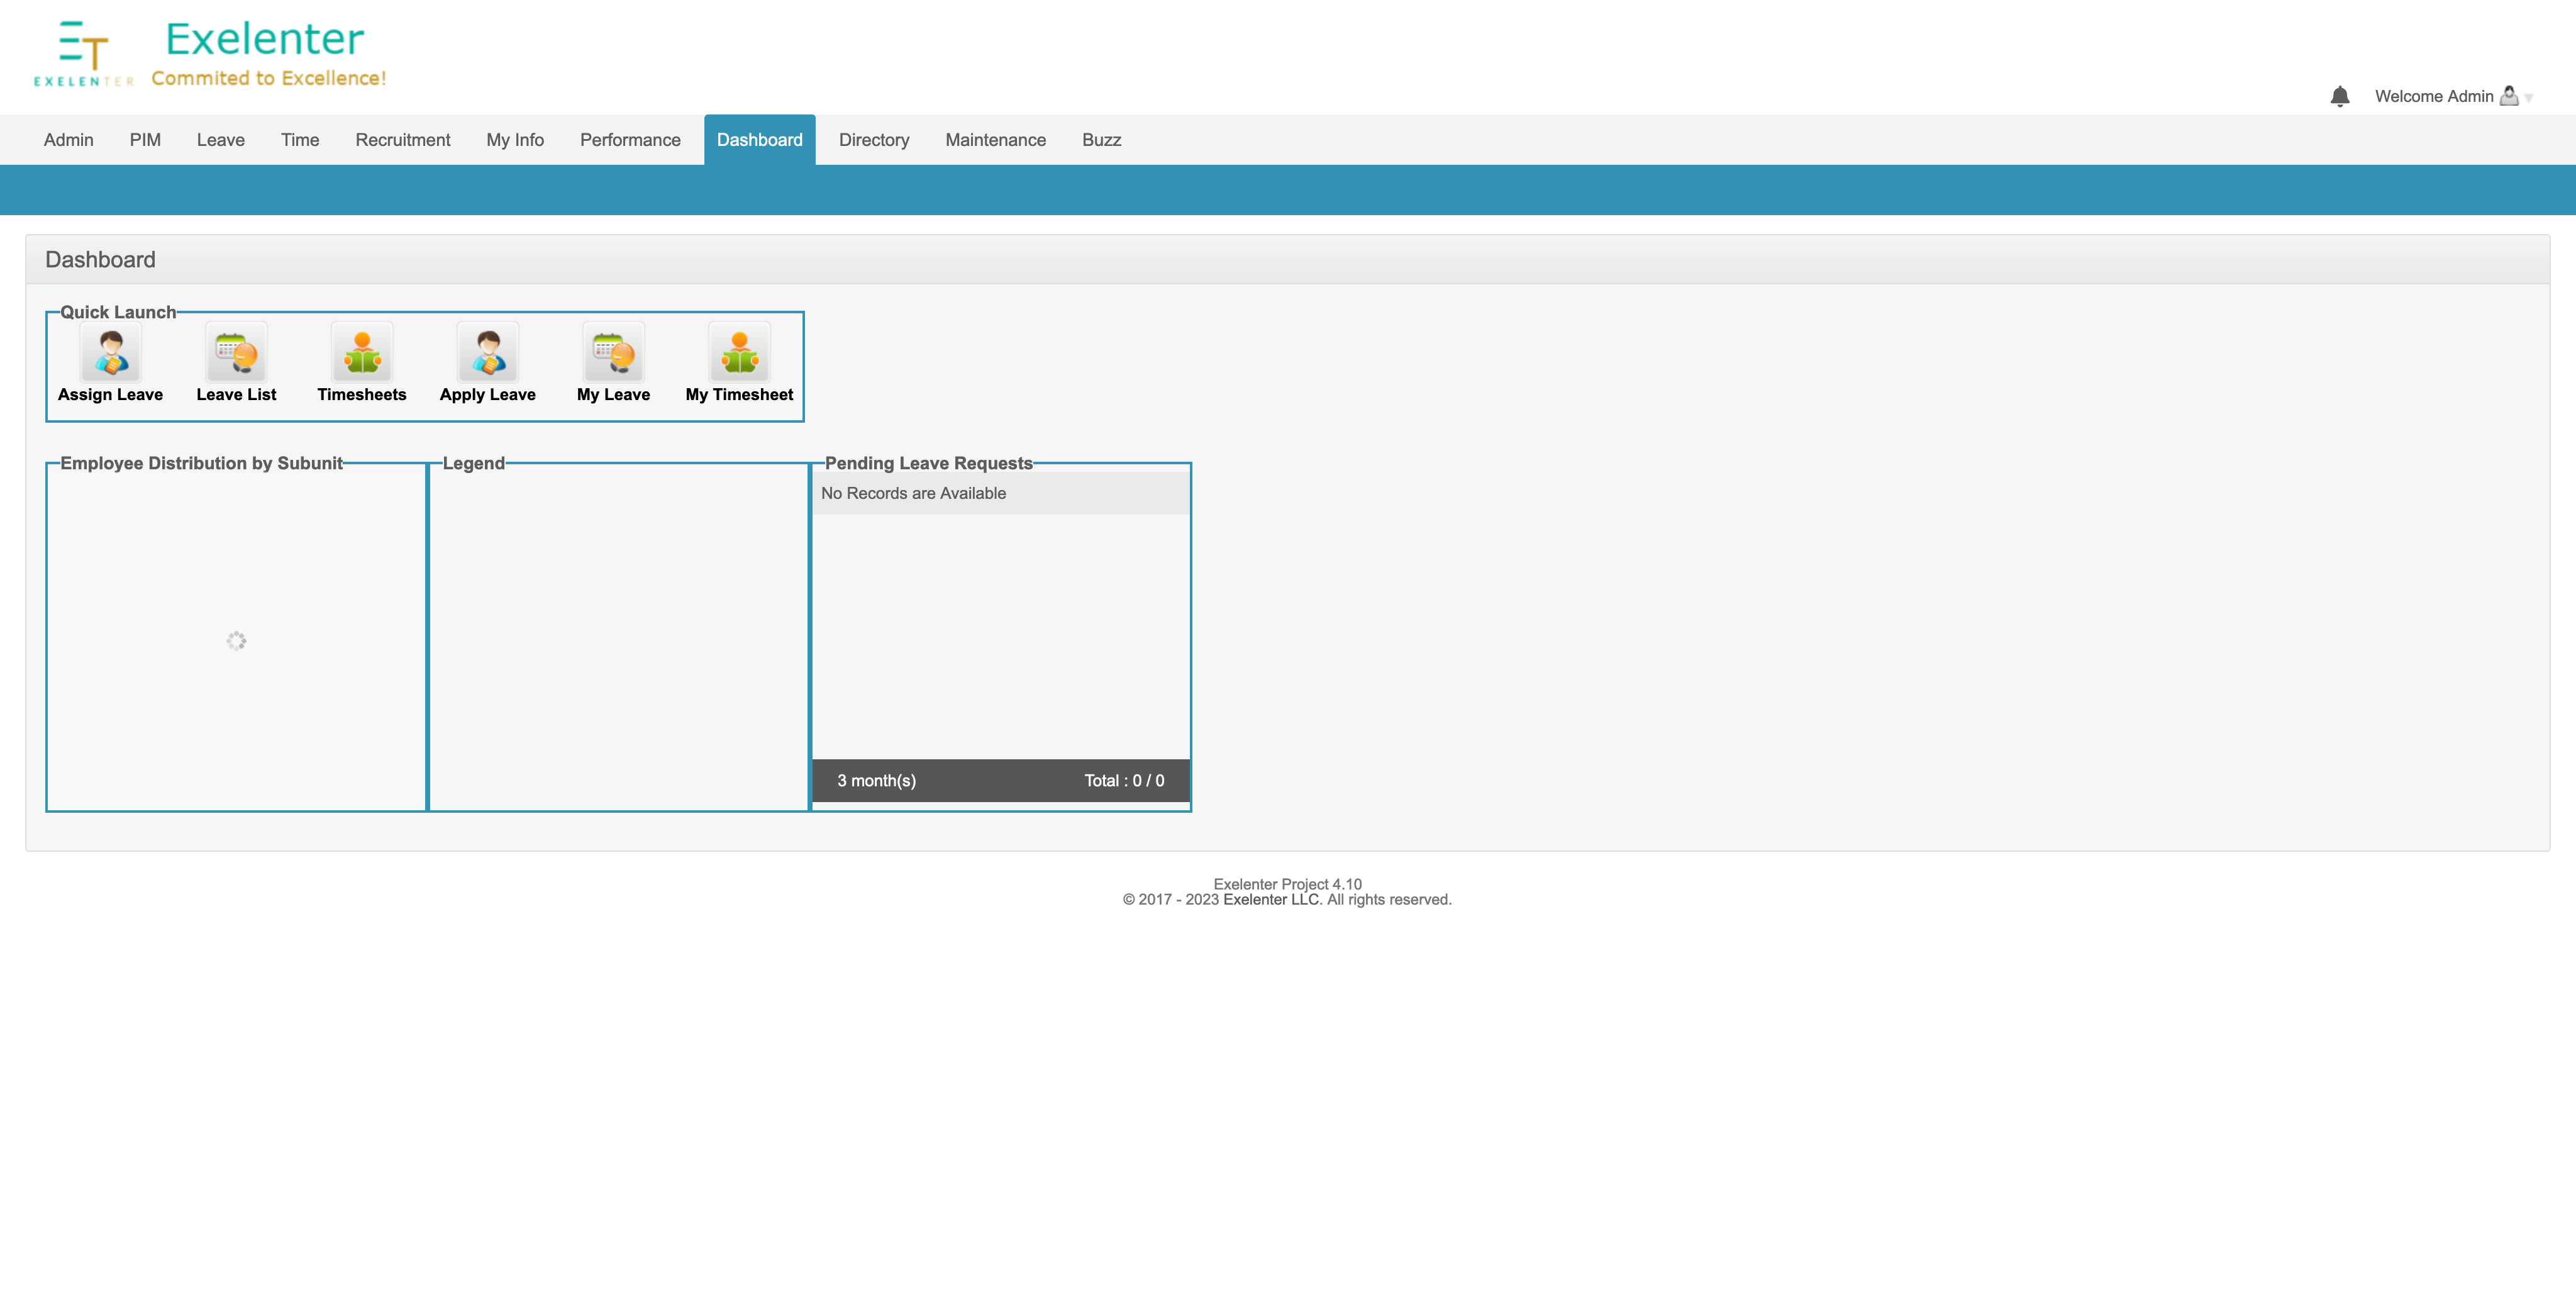 ET
EXELENTER
Exelenter
Commited to Excellence!
Welcome Admin
Admin PIM Leave Time Recruitment My Info Performance Dashboard Directory Maintenance Buzz
Dashboard
Quick Launch
Assign Leave Leave List Timesheets Apply Leave My Leave My Timesheet
Employee Distribution by Subunit
Legend
Pending Leave Requests
No Records are Available
3 month(s) Total : 0 / 0
Exelenter Project 4.10
© 2017 - 2023 Exelenter LLC. All rights reserved.